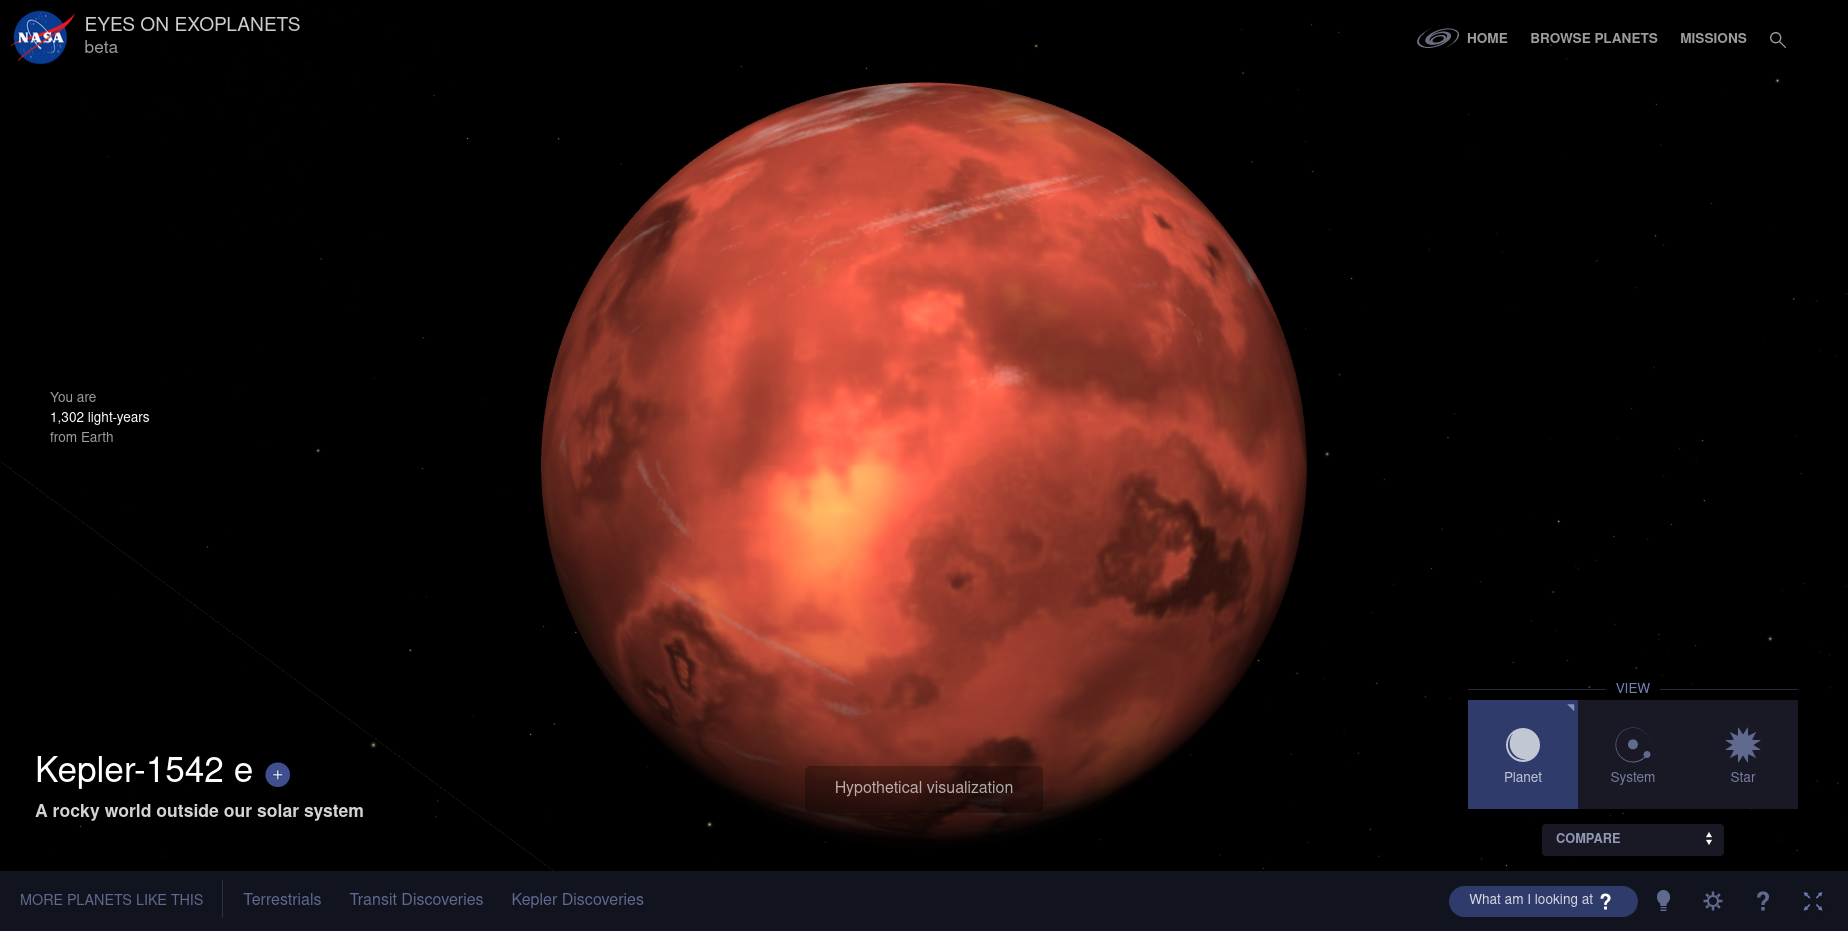 NASA
EYES ON EXOPLANETS
beta
HOME
BROWSE PLANETS
MISSIONS
You are
1,302 light-years
from Earth
Kepler-1542 e +
A rocky world outside our solar system
Hypothetical visualization
VIEW
Planet
System
Star
COMPARE
MORE PLANETS LIKE THIS
Terrestrials
Transit Discoveries
Kepler Discoveries
What am I looking at ?
?